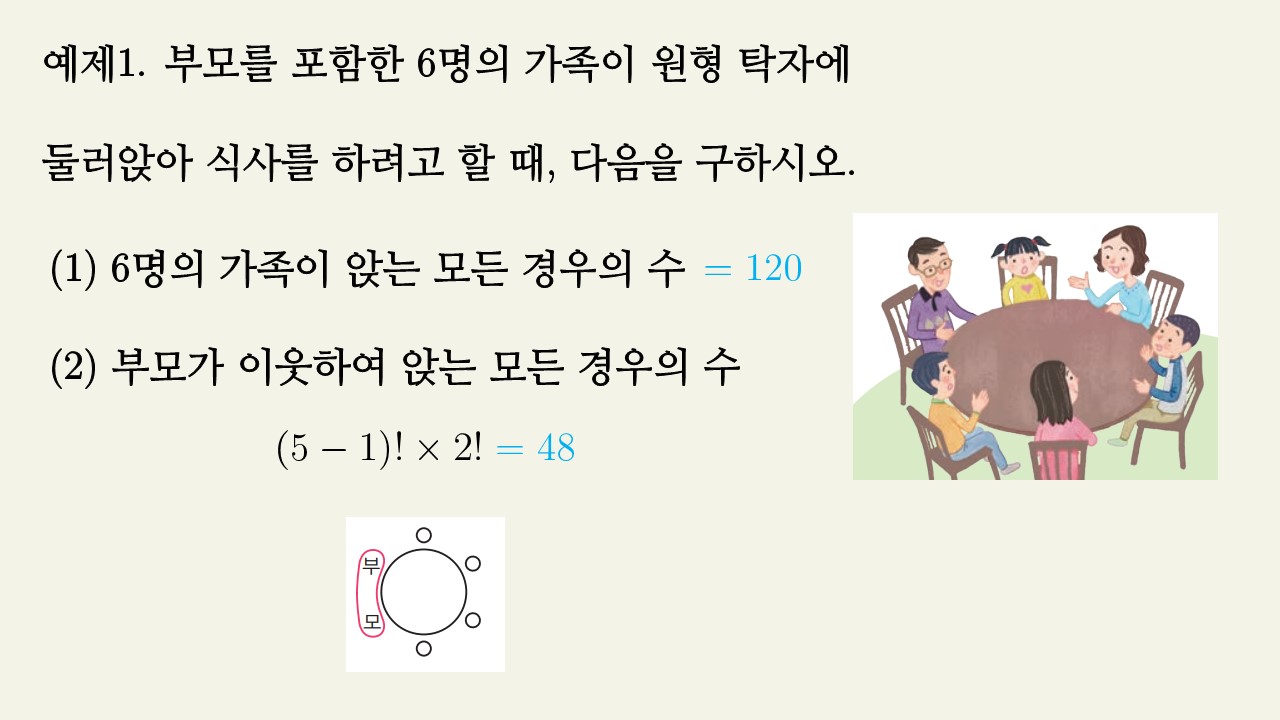 예제1. 부모를 포함한 6명의 가족이 원형 탁자에
둘러앉아 식사를 하려고 할 때, 다음을 구하시오.
(1) 6명의 가족이 앉는 모든 경우의 수 = 120
(2) 부모가 이웃하여 앉는 모든 경우의 수
(5 − 1)! × 2! = 48
부
모